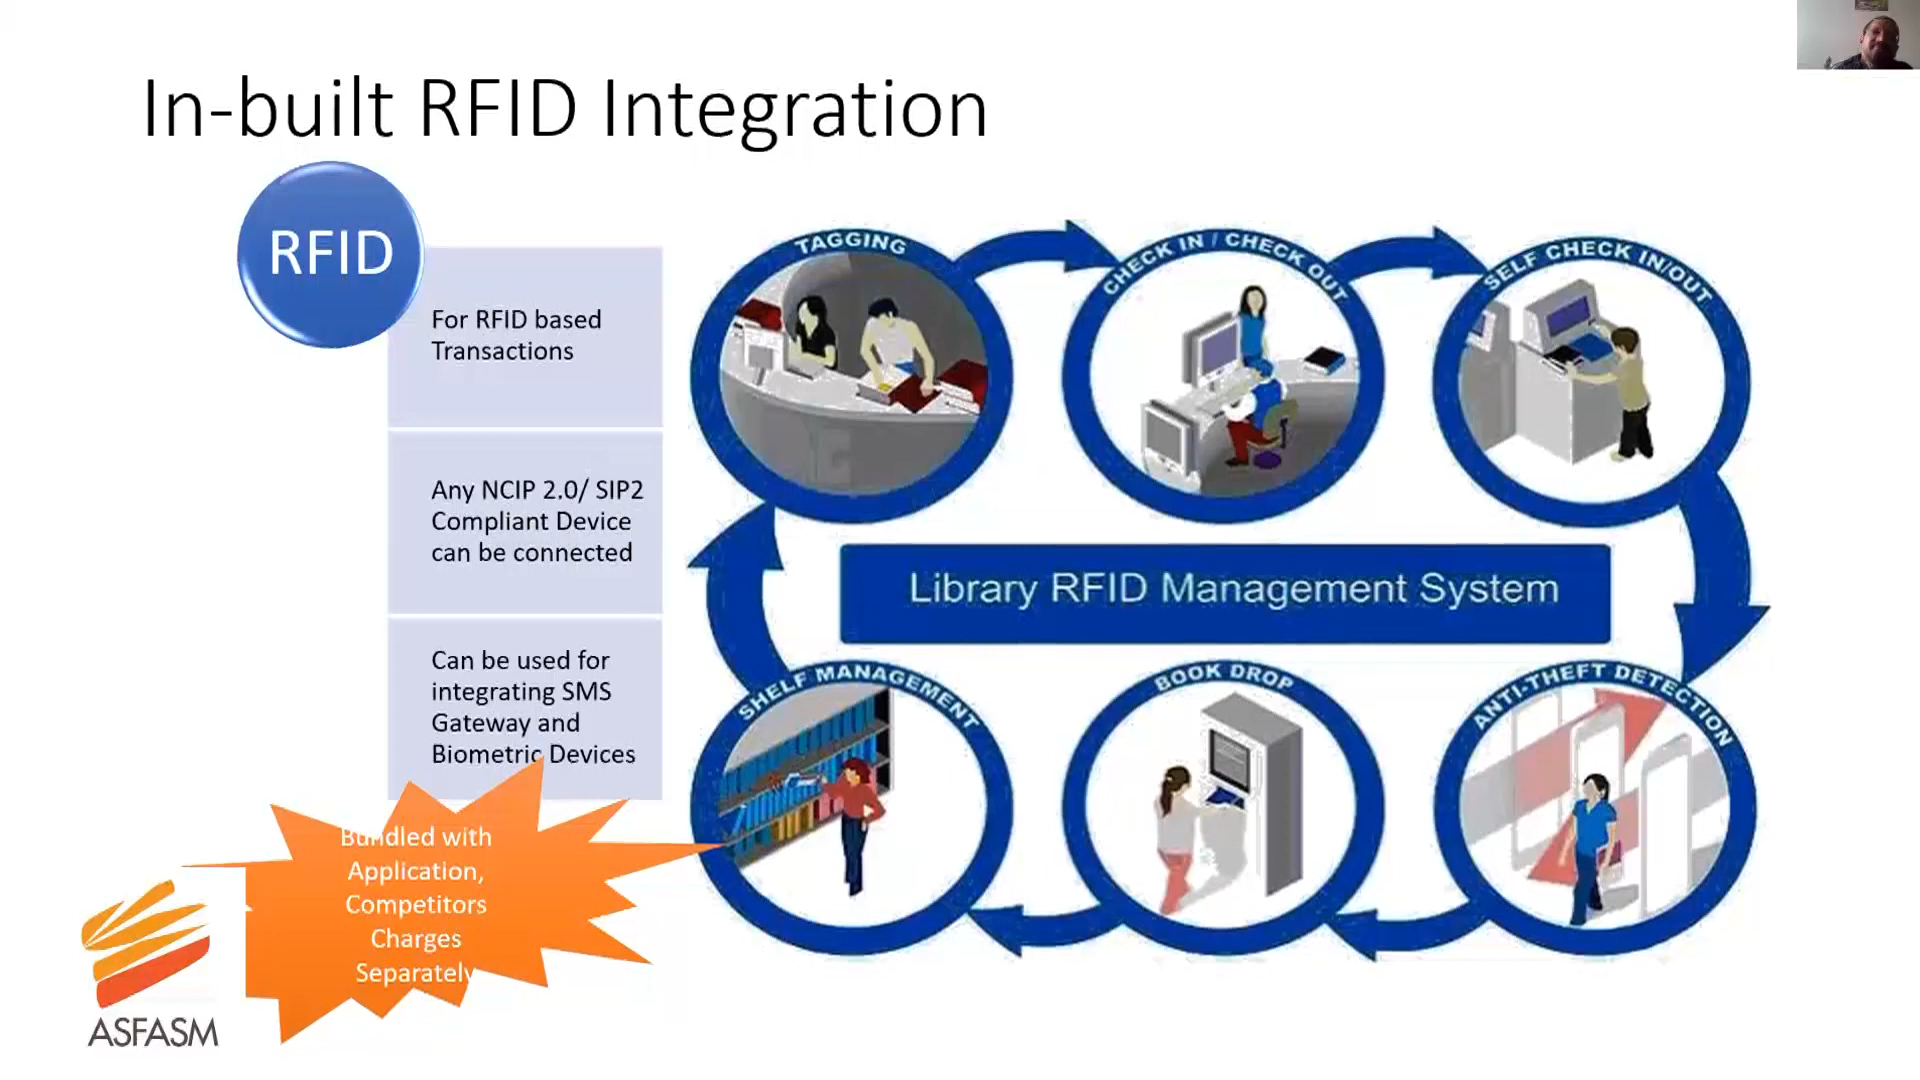 In-built RFID Integration
RFID
For RFID based
Transactions
Any NCIP 2.0/ SIP2
Compliant Device
can be connected
Can be used for
integrating SMS
Gateway and
Biometric Devices
Bundled with
Application,
Competitors
Charges
Separately
ASFASM
TAGGING
CHECK IN / CHECK OUT
SELF CHECK IN/OUT
Library RFID Management System
SHELF MANAGEMENT
BOOK DROP
ANTI-THEFT DETECTION